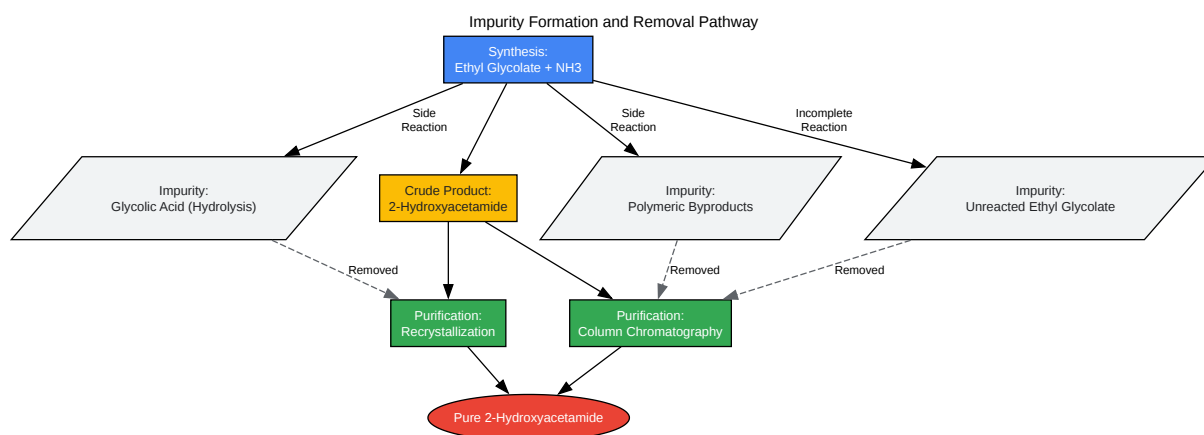 Impurity Formation and Removal Pathway
Synthesis:
Ethyl Glycolate + NH3
Side
Reaction
Side
Reaction
Incomplete
Reaction
Impurity:
Glycolic Acid (Hydrolysis)
Crude Product:
2-Hydroxyacetamide
Impurity:
Polymeric Byproducts
Impurity:
Unreacted Ethyl Glycolate
Removed
Removed
Removed
Purification:
Recrystallization
Purification:
Column Chromatography
Pure 2-Hydroxyacetamide